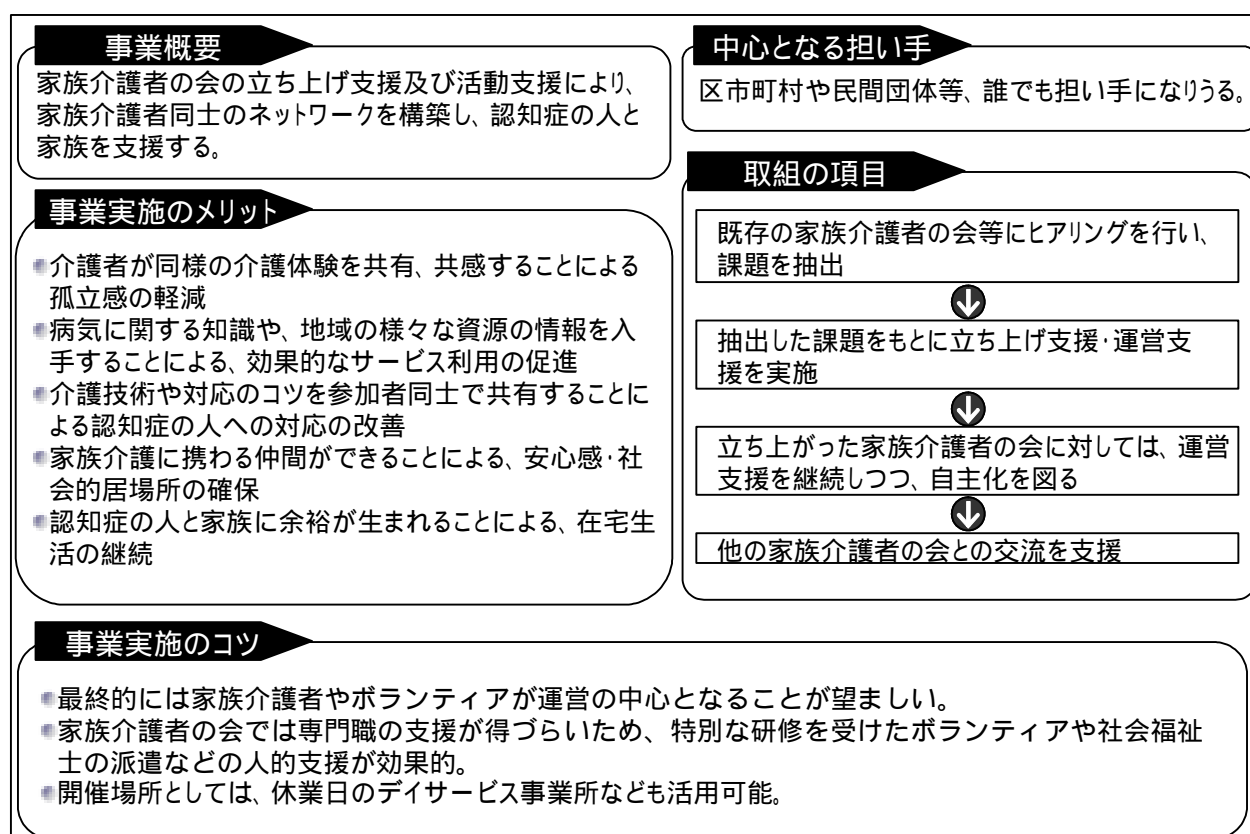 事業概要
家族介護者の会の立ち上げ支援及び活動支援により、
家族介護者同士のネットワークを構築し、認知症の人と
家族を支援する。
事業実施のメリット
介護者が同様の介護体験を共有、共感することによる
孤立感の軽減
病気に関する知識や、地域の様々な資源の情報を入
手することによる、効果的なサービス利用の促進
介護技術や対応のコツを参加者同士で共有することに
よる認知症の人への対応の改善
家族介護に携わる仲間ができることによる、安心感・社
会的居場所の確保
認知症の人と家族に余裕が生まれることによる、在宅生
活の継続
中心となる担い手
区市町村や民間団体等、誰でも担い手になりうる。
取組の項目
既存の家族介護者の会等にヒアリングを行い、
課題を抽出
抽出した課題をもとに立ち上げ支援・運営支
援を実施
立ち上がった家族介護者の会に対しては、運営
支援を継続しつつ、自主化を図る
他の家族介護者の会との交流を支援
事業実施のコツ
最終的には家族介護者やボランティアが運営の中心となることが望ましい。
家族介護者の会では専門職の支援が得づらいため、特別な研修を受けたボランティアや社会福祉
士の派遣などの人的支援が効果的。
開催場所としては、休業日のデイサービス事業所なども活用可能。